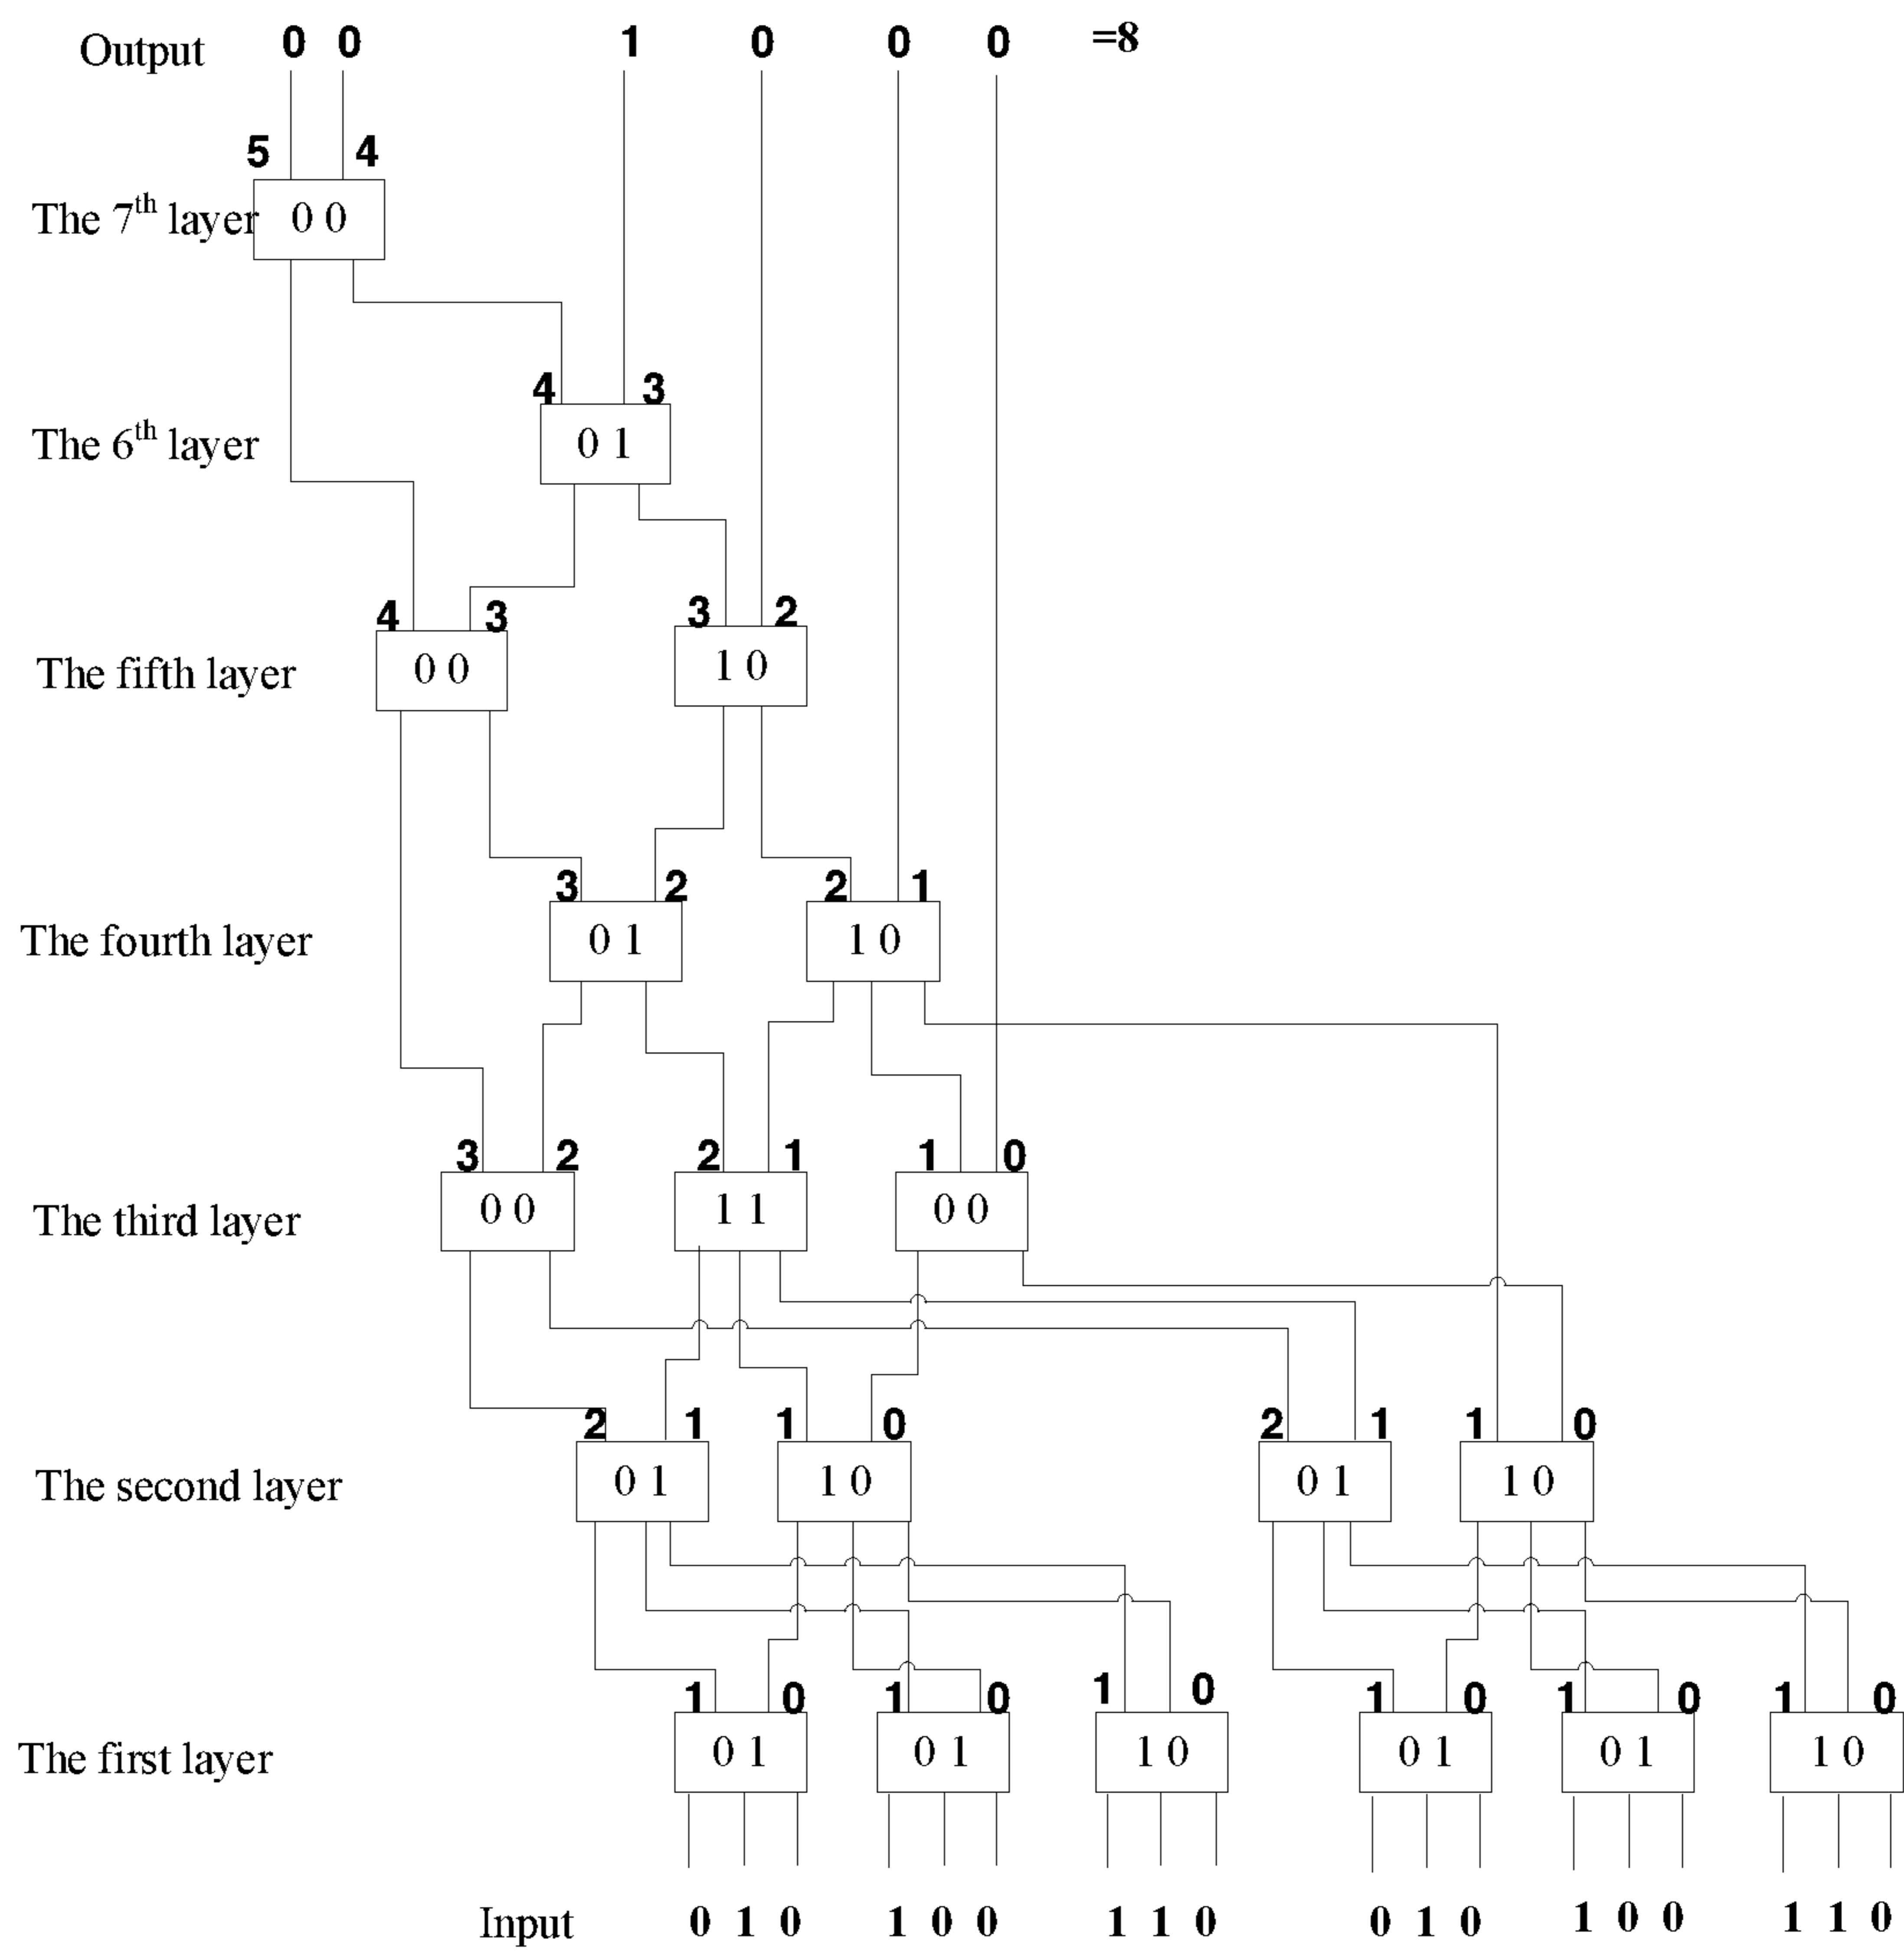 Output 0 0 1 0 0 0 =8
5 4
The 7th layer 0 0
4 3
The 6th layer 0 1
4 3 3 2
The fifth layer 0 0 1 0
3 2 2 1
The fourth layer 0 1 1 0
3 2 2 1 1 0
The third layer 0 0 1 1 0 0
2 1 1 0 2 1 1 0
The second layer 0 1 1 0 0 1 1 0
1 0 1 0 1 0 1 0 1 0 1 0
The first layer 0 1 0 1 1 0 0 1 0 1 1 0
Input 0 1 0 1 0 0 1 1 0 0 1 0 1 0 0 1 1 0